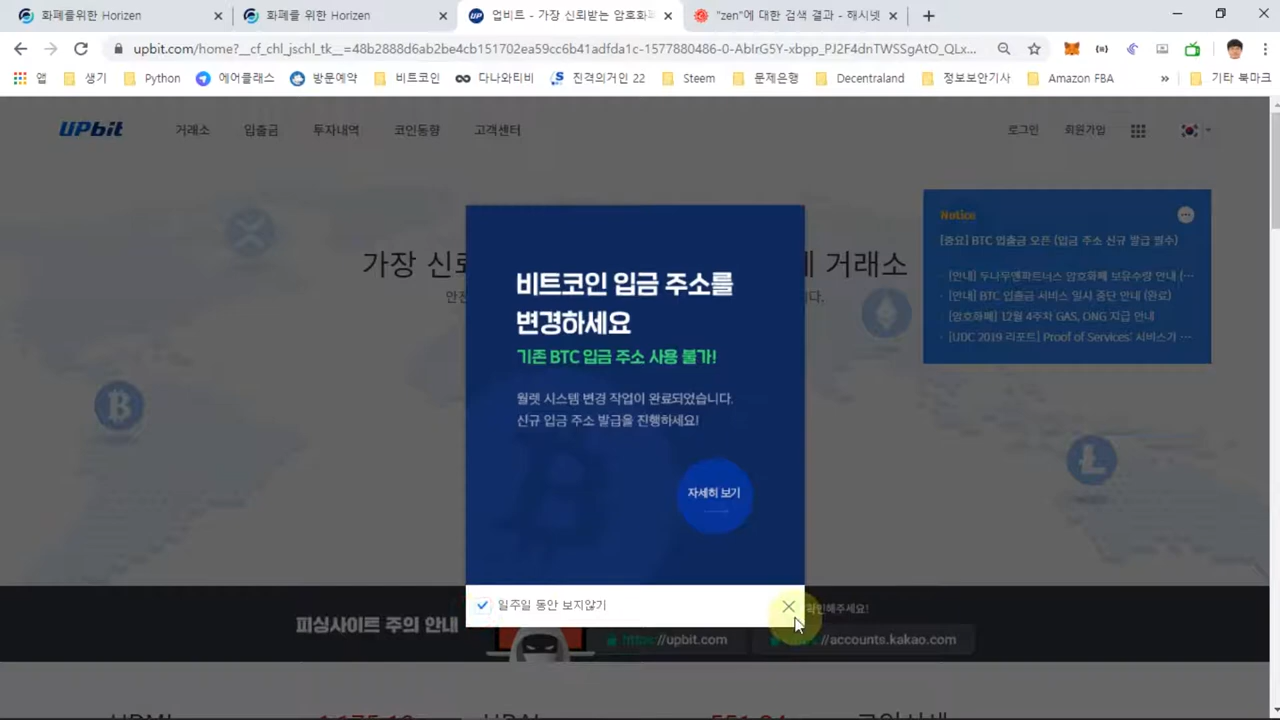 화폐를위한 Horizen
화폐를 위한 Horizen
업비트 - 가장 신뢰받는 암호화폐
"zen"에 대한 검색 결과 - 해시넷
upbit.com/home?__cf_chl_jschl_tk__=48b2888d6ab2be4cb151702ea59cc6b41adfda1c-1577880486-0-AbIrG5Y-xbpp_PJ2F4dnTWSSgAtO_QLx...
앱 생기 Python 에어클래스 방문예약 비트코인 다나와티비 진격의거인 22 Steem 문제은행 Decentraland 정보보안기사 Amazon FBA » 기타 북마크
UPbit 거래소 입출금 투자내역 코인동향 고객센터 로그인 회원가입
Notice
[중요] BTC 입출금 오픈 (입금 주소 신규 발급 필수)
· [안내] 두나무앤파트너스 암호화폐 보유수량 안내 (···
· [안내] BTC 입출금 서비스 일시 중단 안내 (완료)
· [암호화폐] 12월 4주차 GAS, ONG 지급 안내
· [UDC 2019 리포트] Proof of Services' 서비스가 ···
가장 신뢰 거래소
비트코인 입금 주소를
변경하세요
기존 BTC 입금 주소 사용 불가!
월렛 시스템 변경 작업이 완료되었습니다.
신규 입금 주소 발급을 진행하세요!
자세히 보기
일주일 동안 보지않기
피싱사이트 주의 안내
https://upbit.com
://accounts.kakao.com